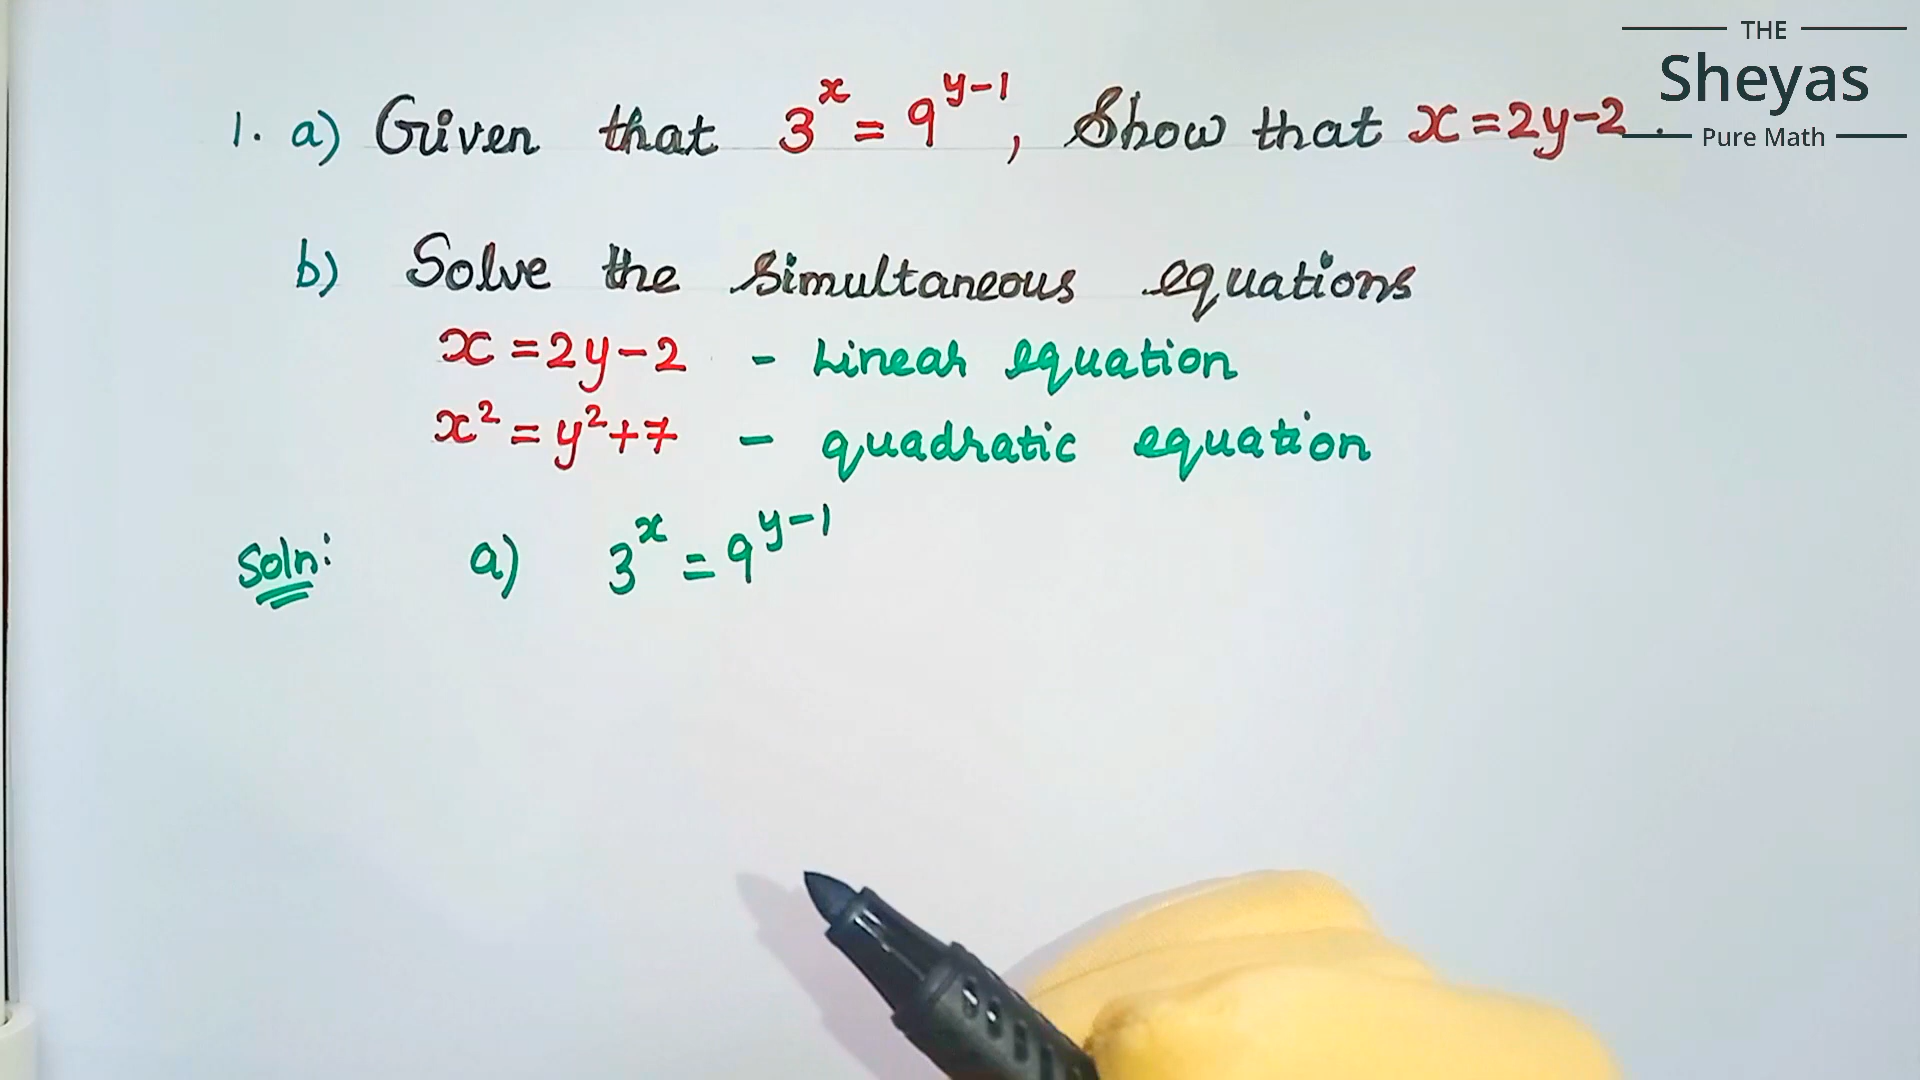 THE
Sheyas
Pure Math
1. a) Given that 3^x = 9^{y-1}, Show that x=2y-2.
b) Solve the Simultaneous equations
x=2y-2 - Linear equation
x²=y²+7 - quadratic equation
Soln: a) 3^x = 9^{y-1}